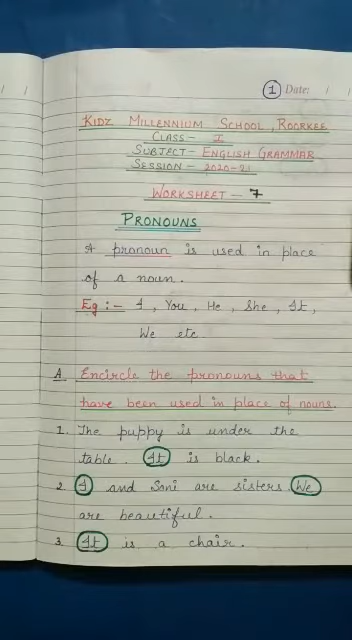 1 Date: / /
KIDZ MILLENNIUM SCHOOL, ROORKEE
CLASS- I
SUBJECT- ENGLISH GRAMMAR
SESSION- 2020-21
WORKSHEET - 7
PRONOUNS
A pronoun is used in place
of a noun.
Eg :- I, You, He, She, It,
We etc
A Encircle the pronouns that
have been used in place of nouns.
1. The puppy is under the
table. It is black.
2. I and Soni are sisters. We
are beautiful.
3. It is a chair.